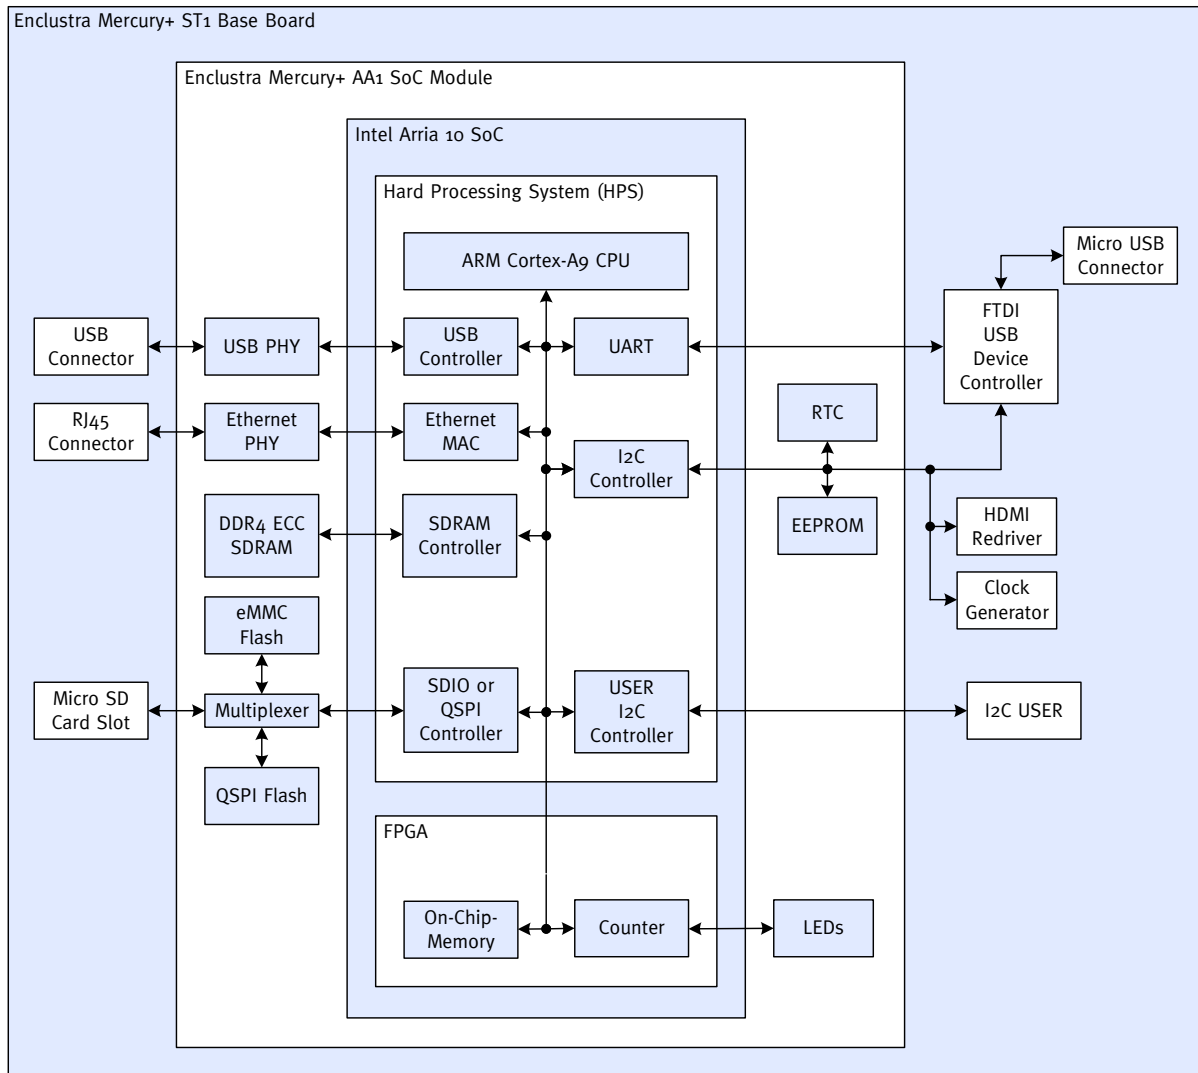 Enclustra Mercury+ ST1 Base Board
Enclustra Mercury+ AA1 SoC Module
Intel Arria 10 SoC
Hard Processing System (HPS)
ARM Cortex-A9 CPU
Micro USB
Connector
USB
Connector
USB PHY
USB
Controller
UART
FTDI
USB
Device
Controller
RJ45
Connector
Ethernet
PHY
Ethernet
MAC
I2C
Controller
RTC
DDR4 ECC
SDRAM
SDRAM
Controller
EEPROM
HDMI
Redriver
Clock
Generator
eMMC
Flash
Micro SD
Card Slot
Multiplexer
SDIO or
QSPI
Controller
USER
I2C
Controller
I2C USER
QSPI Flash
FPGA
On-Chip-
Memory
Counter
LEDs